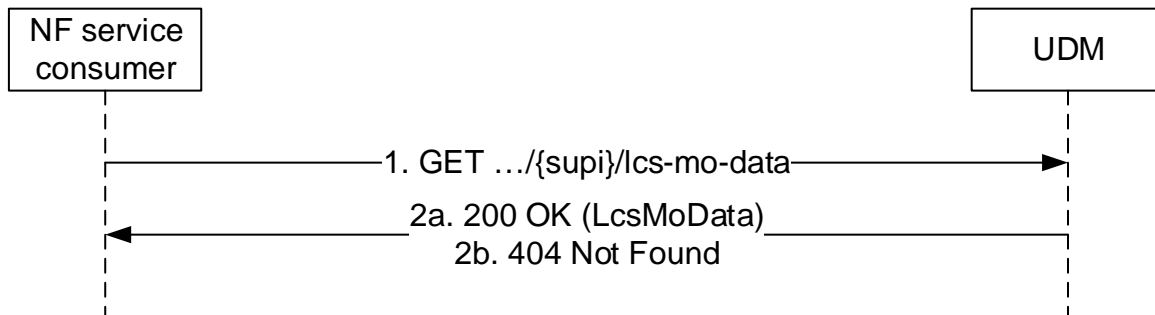 NF service
consumer
UDM
1. GET …/{supi}/lcs-mo-data
2a. 200 OK (LcsMoData)
2b. 404 Not Found